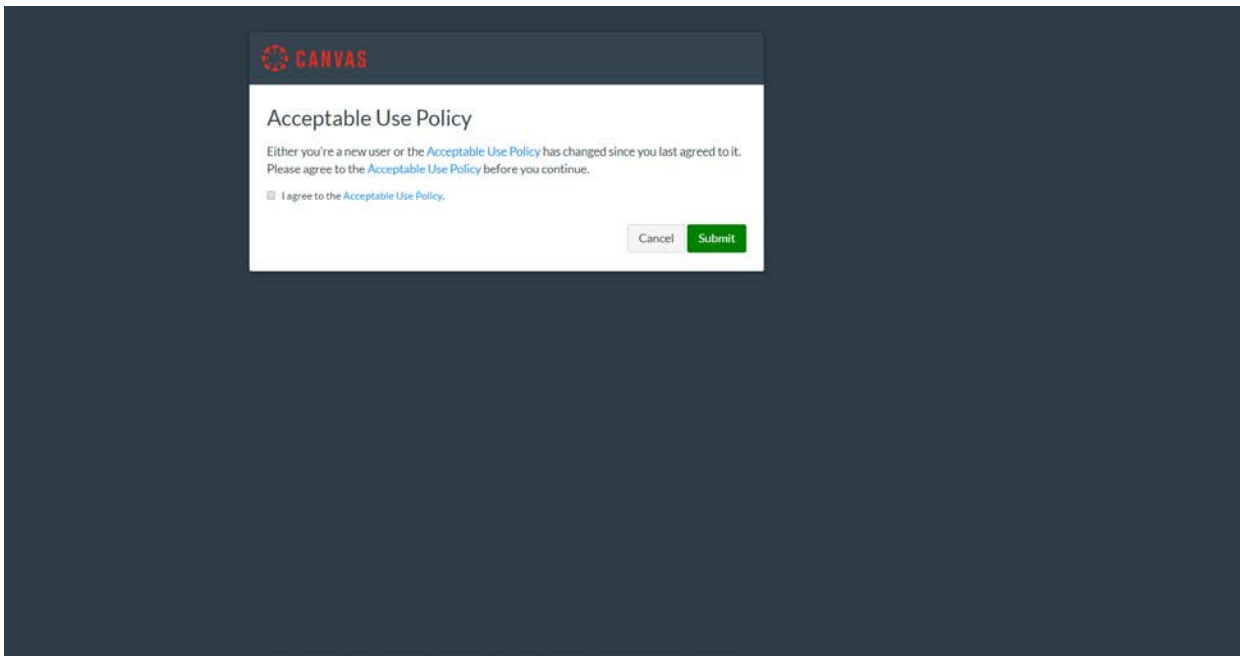 CANVAS
Acceptable Use Policy
Either you're a new user or the Acceptable Use Policy has changed since you last agreed to it.
Please agree to the Acceptable Use Policy before you continue.
I agree to the Acceptable Use Policy.
Cancel Submit